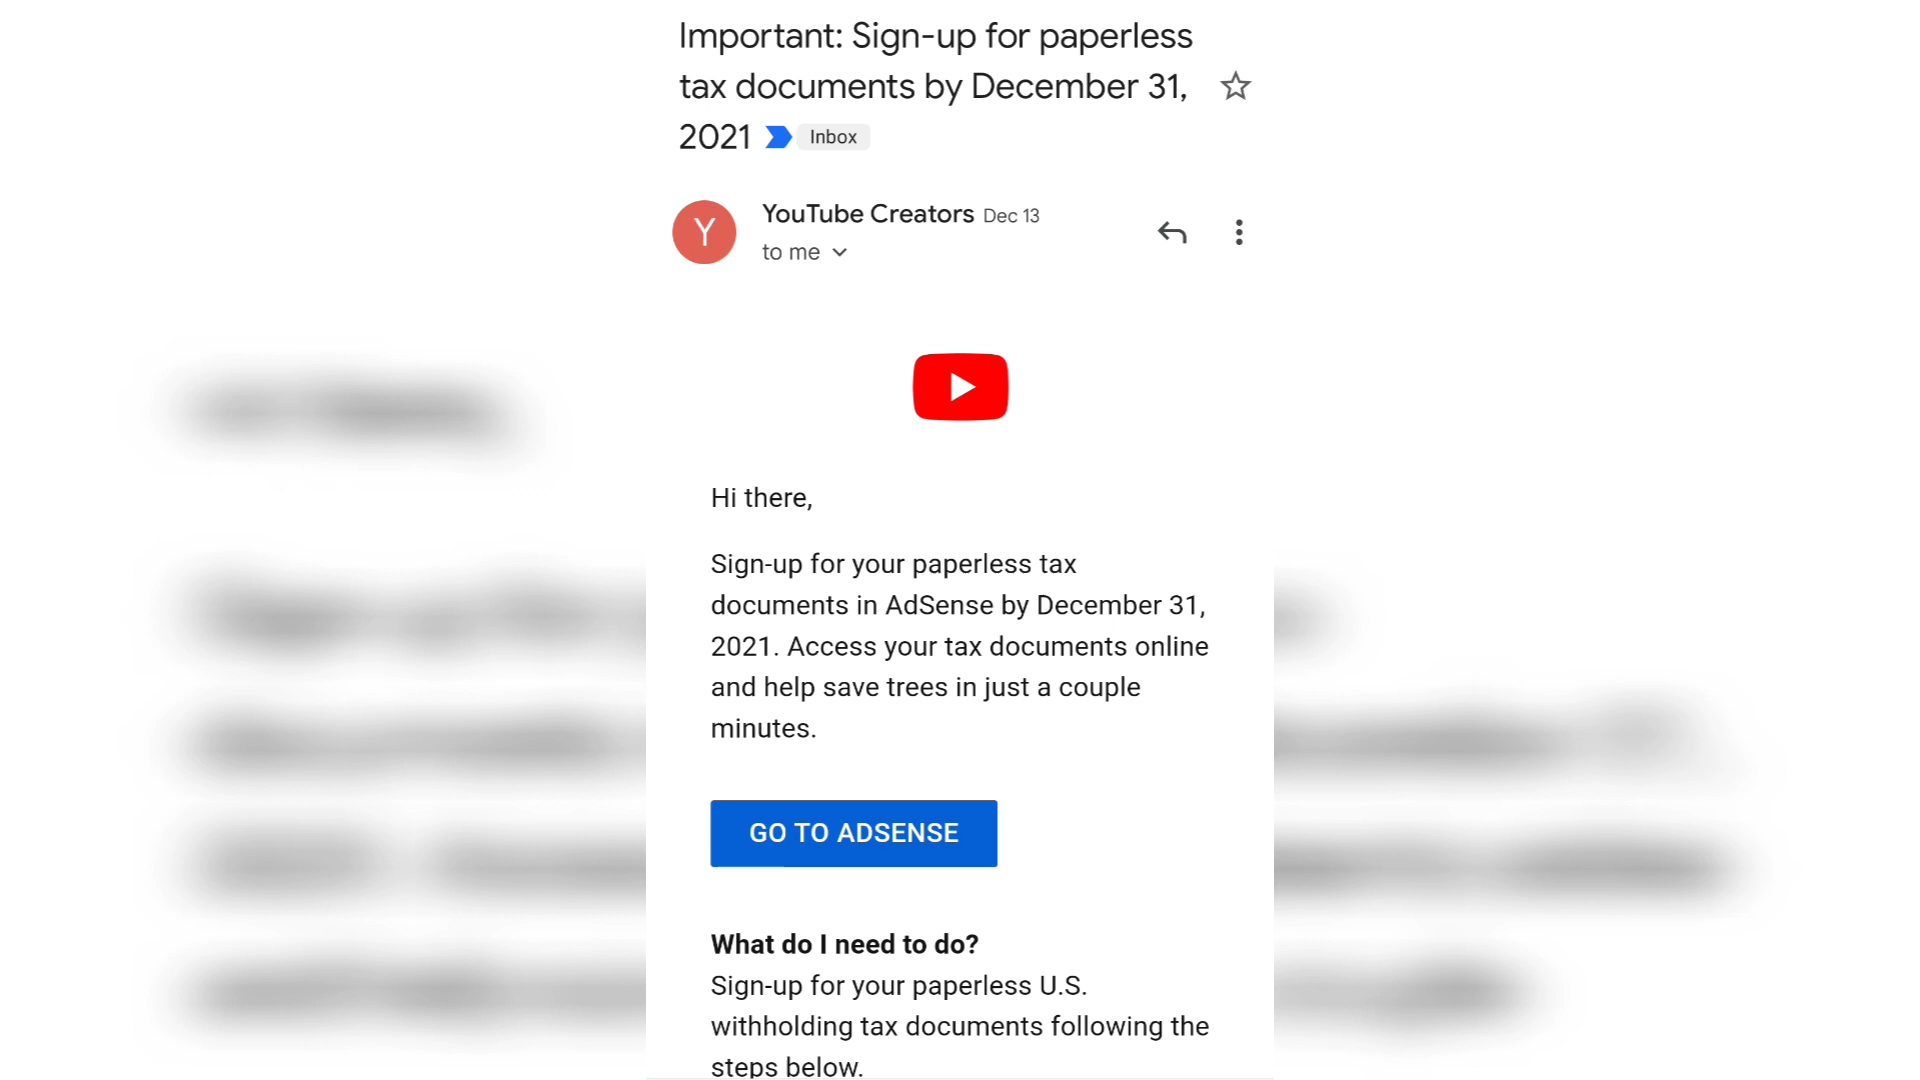 Important: Sign-up for paperless
tax documents by December 31,
2021 Inbox
Y
YouTube Creators Dec 13
to me
Hi there,
Sign-up for your paperless tax
documents in AdSense by December 31,
2021. Access your tax documents online
and help save trees in just a couple
minutes.
GO TO ADSENSE
What do I need to do?
Sign-up for your paperless U.S.
withholding tax documents following the
steps below.